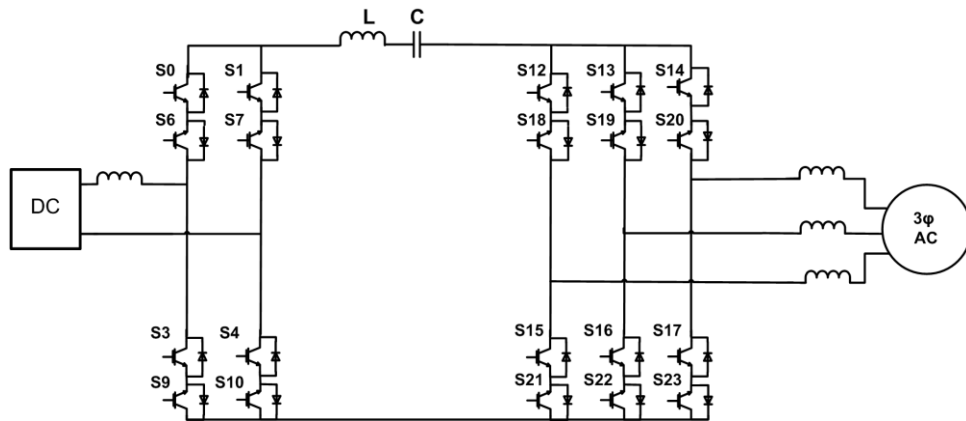 L C
S0 S1 S12 S13 S14
S6 S7 S18 S19 S20
DC
3φ
AC
S3 S4 S15 S16 S17
S9 S10 S21 S22 S23